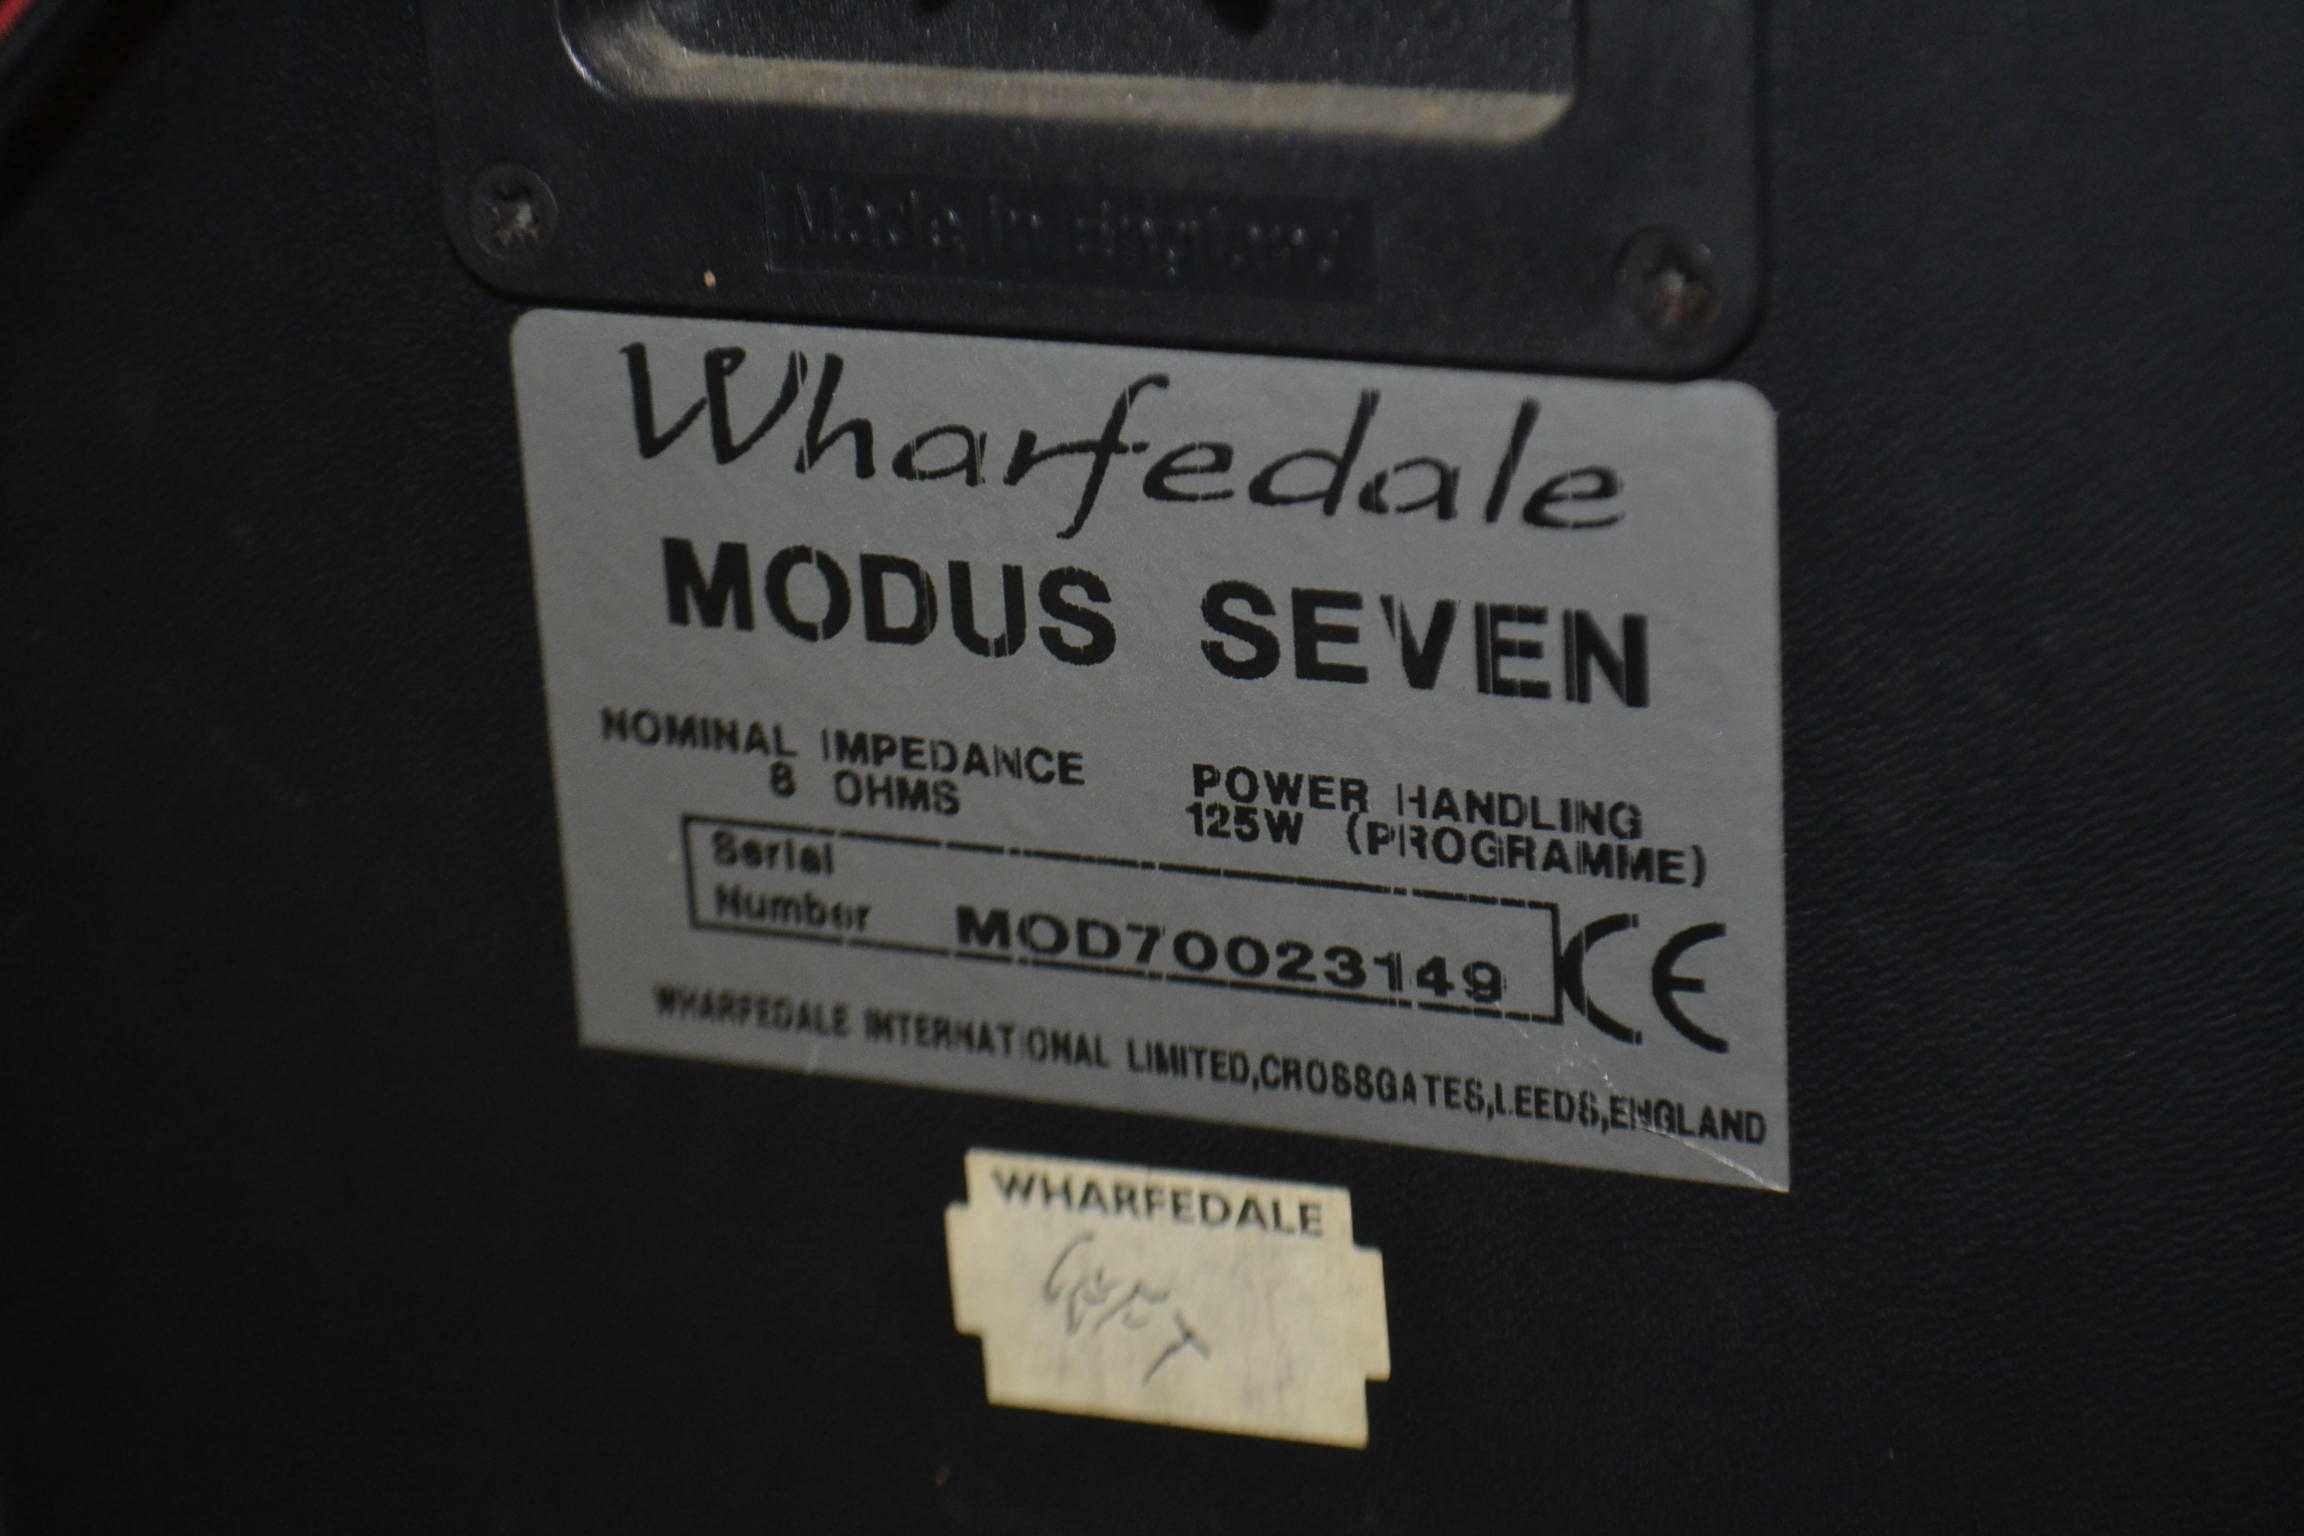 Made in England
Wharfedale
MODUS SEVEN
NOMINAL IMPEDANCE
8 OHMS
POWER HANDLING
125W (PROGRAMME)
Serial
Number MOD70023149
CE
WHARFEDALE INTERNATIONAL LIMITED,CROSSGATES,LEEDS,ENGLAND
WHARFEDALE